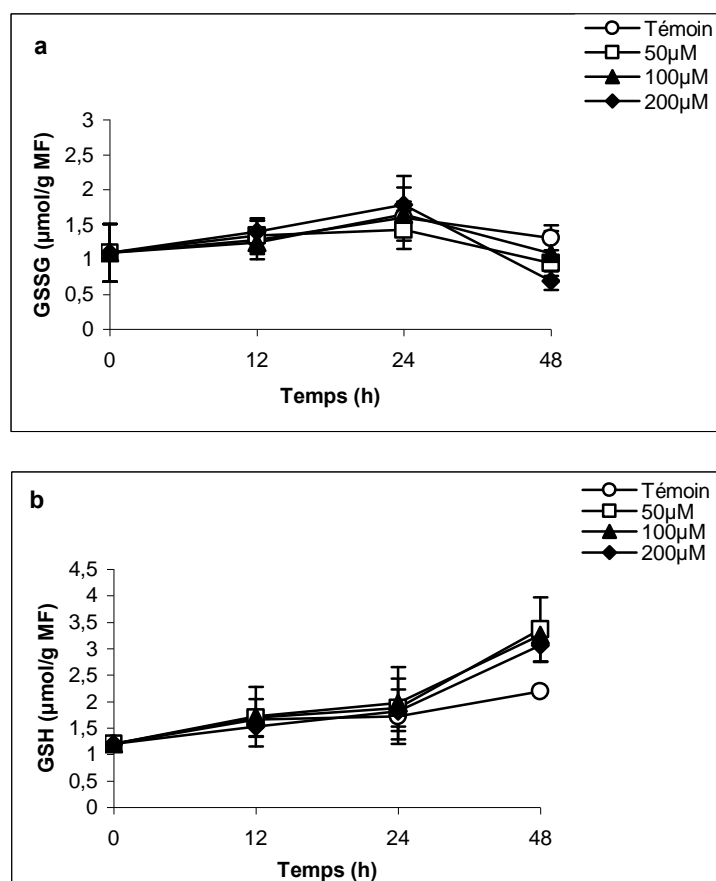 a
Témoin
50µM
100µM
200µM
GSSG (µmol/g MF)
3
2,5
2
1,5
1
0,5
0
0 12 24 48
Temps (h)
b
Témoin
50µM
100µM
200µM
GSH (µmol/g MF)
4,5
4
3,5
3
2,5
2
1,5
1
0,5
0
0 12 24 48
Temps (h)